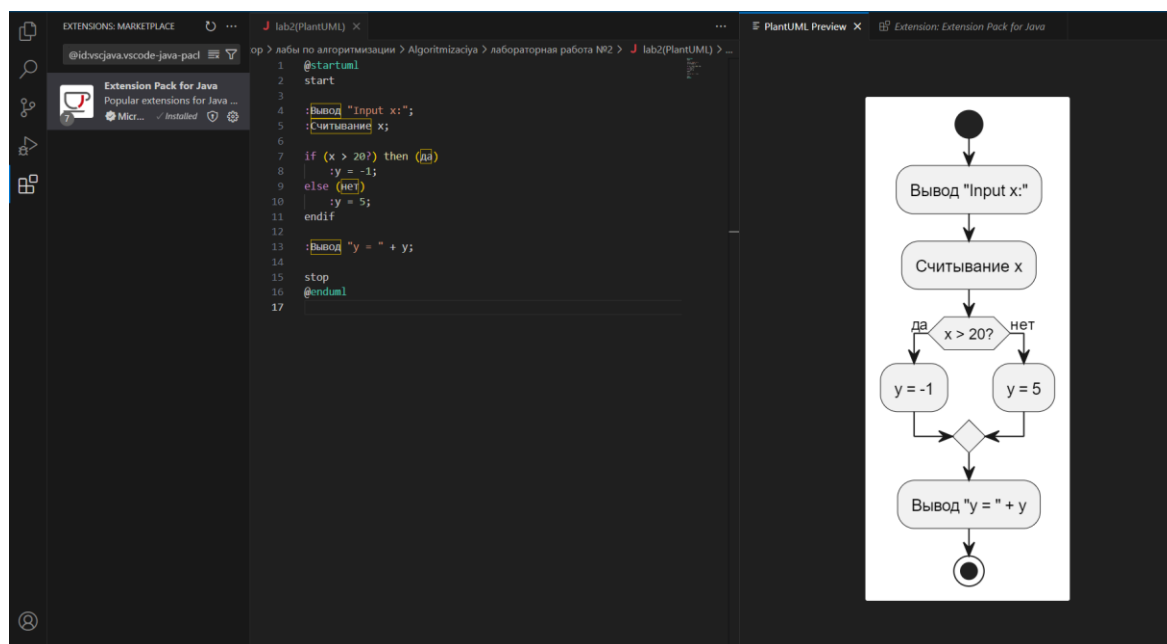 EXTENSIONS: MARKETPLACE
@id:vscjava.vscode-java-pacl
Extension Pack for Java
Popular extensions for Java ...
Micr... Installed
7
lab2(PlantUML)
ор > лабы по алгоритмизации > Algoritmizaciya > лабораторная работа №2 > J lab2(PlantUML) > ...
1 @startuml
2 start
3
4 :Вывод "Input x:";
5 :Считывание x;
6
7 if (x > 20?) then (да)
8 :y = -1;
9 else (нет)
10 :y = 5;
11 endif
12
13 :Вывод "y = " + y;
14
15 stop
16 @enduml
17
PlantUML Preview
Extension: Extension Pack for Java
Вывод "Input x:"
Считывание x
да
x > 20?
нет
y = -1
y = 5
Вывод "y = " + y